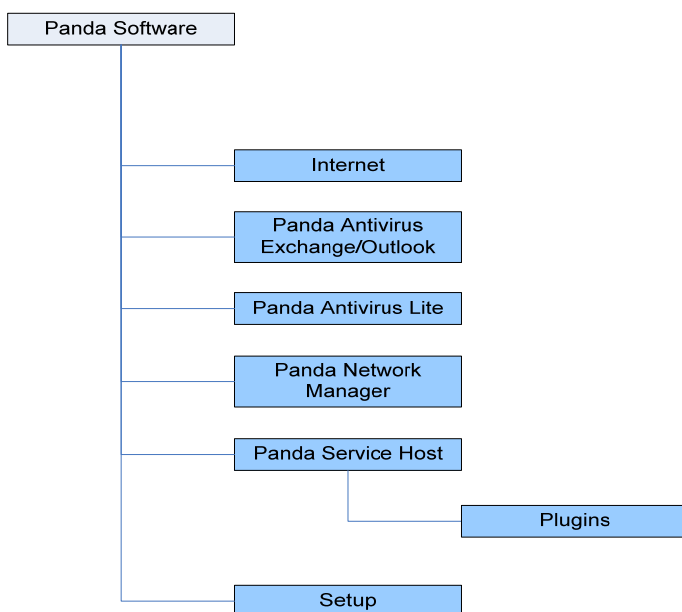 Panda Software
Internet
Panda Antivirus
Exchange/Outlook
Panda Antivirus Lite
Panda Network
Manager
Panda Service Host
Plugins
Setup